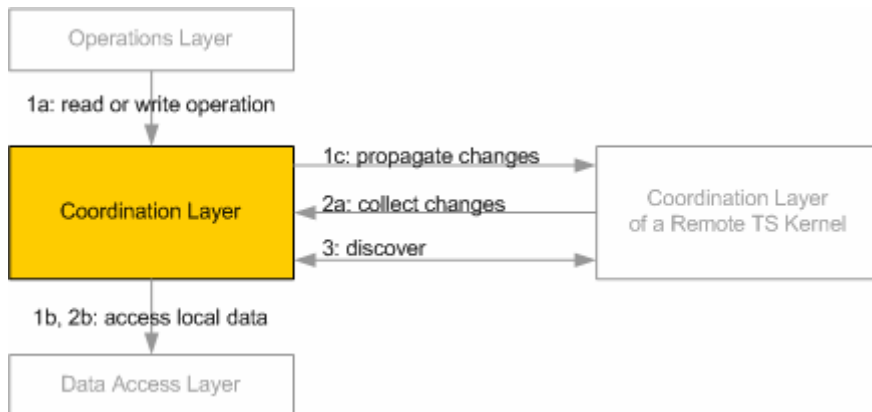 Operations Layer
1a: read or write operation
1c: propagate changes
Coordination Layer
2a: collect changes
Coordination Layer
of a Remote TS Kernel
3: discover
1b, 2b: access local data
Data Access Layer